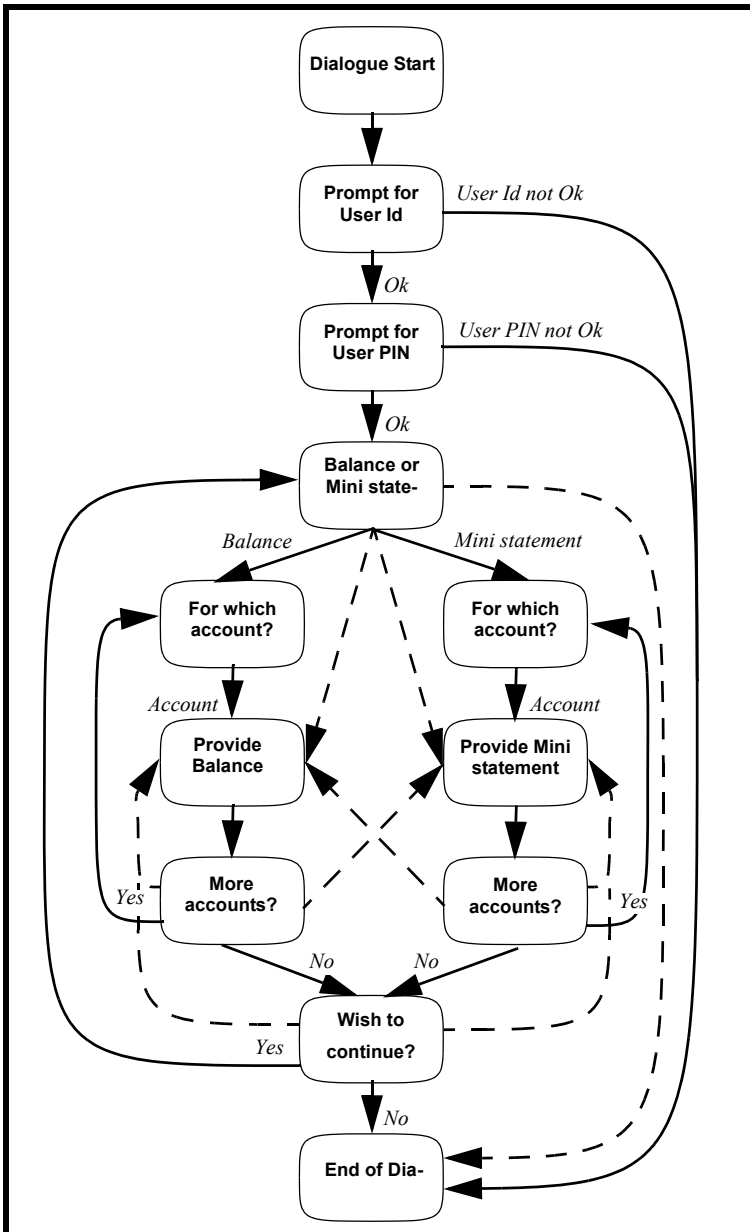 Dialogue Start
Prompt for
User Id
User Id not Ok
Ok
Prompt for
User PIN
User PIN not Ok
Ok
Balance or
Mini state-
Balance
Mini statement
For which
account?
For which
account?
Account
Account
Provide
Balance
Provide Mini
statement
More
accounts?
More
accounts?
Yes
Yes
No
No
Wish to
continue?
Yes
No
End of Dia-